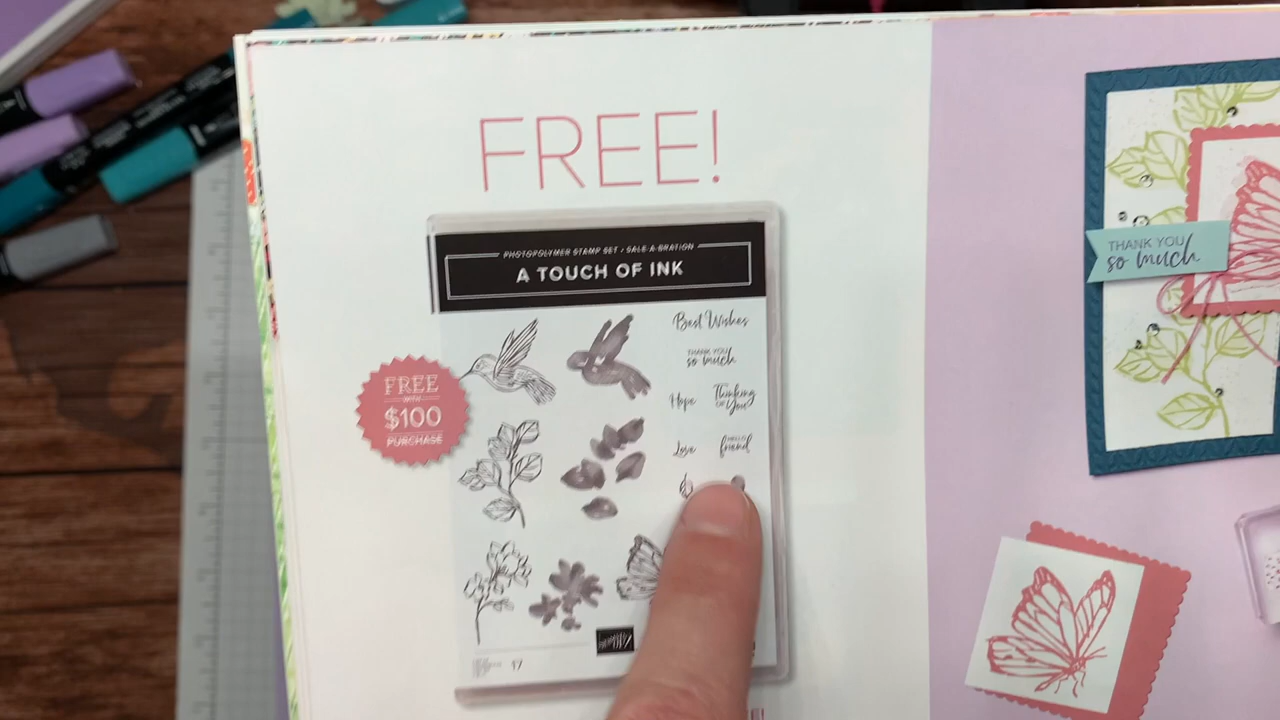 FREE!
PHOTOPOLYMER STAMP SET • SALE-A-BRATION
A TOUCH OF INK
Best Wishes
THANK YOU
so much
Hope
Thinking
OF You
Love
HELLO
friend
FREE
WITH
$100
PURCHASE
17
THANK YOU
so much